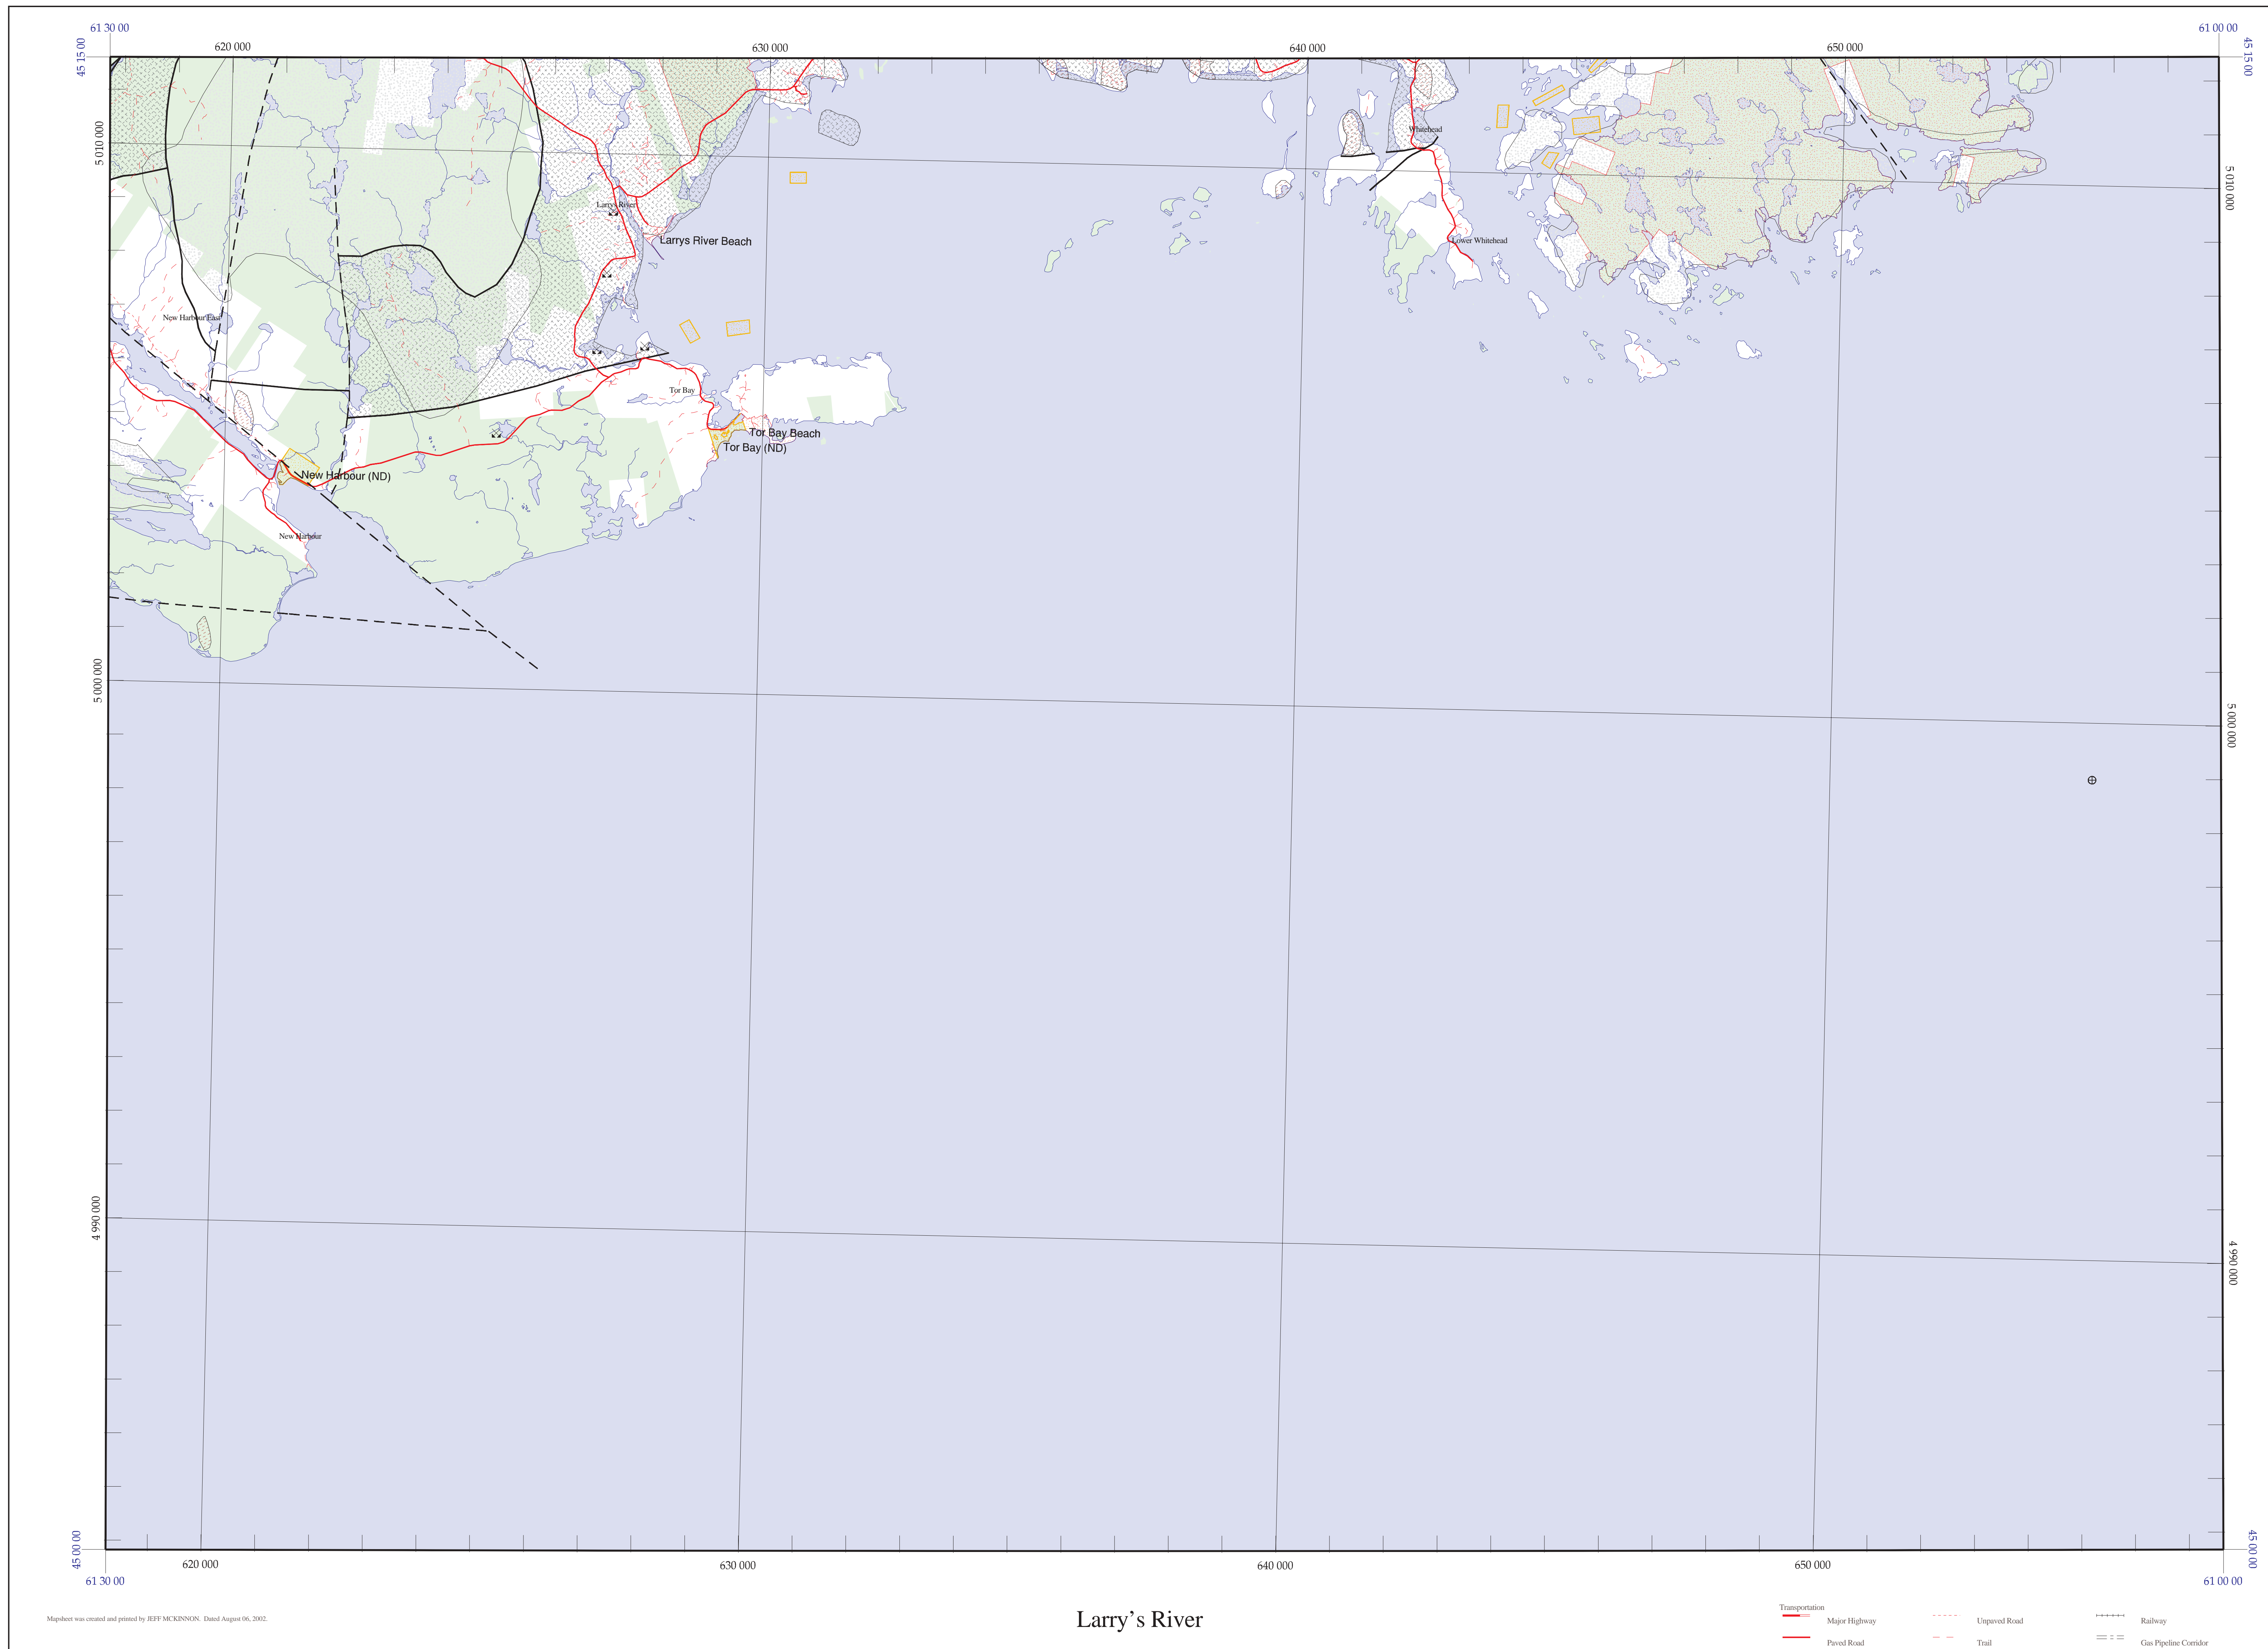 61 30 00
61 00 00
620 000
630 000
640 000
650 000
45 15 00
45 15 00
5 010 000
5 010 000
Whitehead
Larrys River
Larrys River Beach
Lower Whitehead
New Harbour East
Tor Bay
Tor Bay Beach
Tor Bay (ND)
New Harbour (ND)
New Harbour
5 000 000
5 000 000
4 990 000
4 990 000
45 00 00
45 00 00
620 000
630 000
640 000
650 000
61 30 00
61 00 00
Mapsheet was created and printed by JEFF MCKINNON. Dated August 06, 2002.
Larry's River
Transportation
Major Highway
Unpaved Road
Railway
Paved Road
Trail
Gas Pipeline Corridor